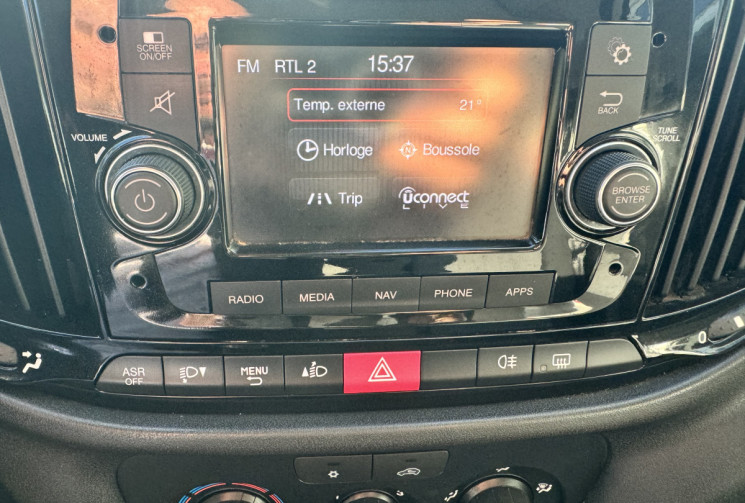 SCREEN
ON/OFF
FM RTL 2 15:37
Temp. externe 21°
BACK
VOLUME
TUNE
SCROLL
Horloge N Boussole
BROWSE
ENTER
Trip Uconnect
LIVE
RADIO MEDIA NAV PHONE APPS
0
ASR
OFF
MENU